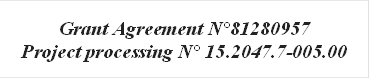 Grant Agreement N°81280957
Project processing N° 15.2047.7-005.00